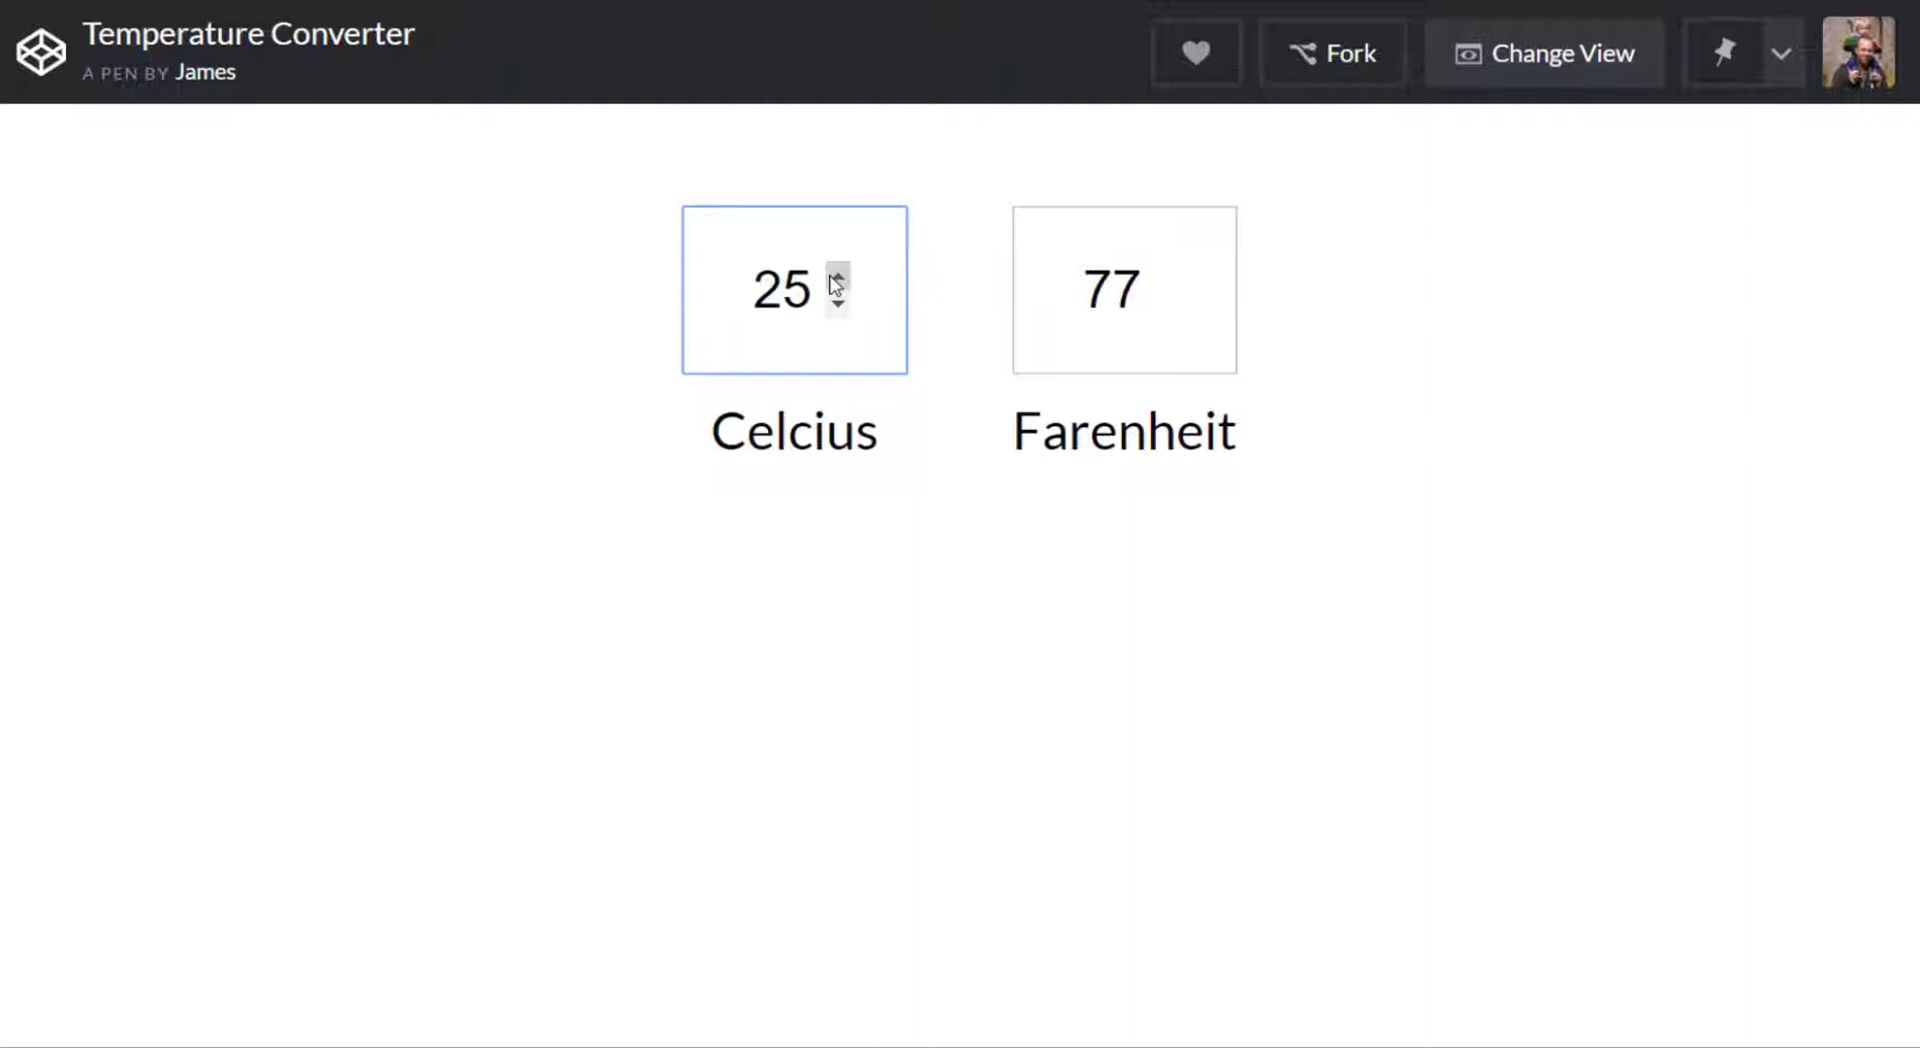 Temperature Converter
A PEN BY James
Fork
Change View
25
77
Celcius
Farenheit